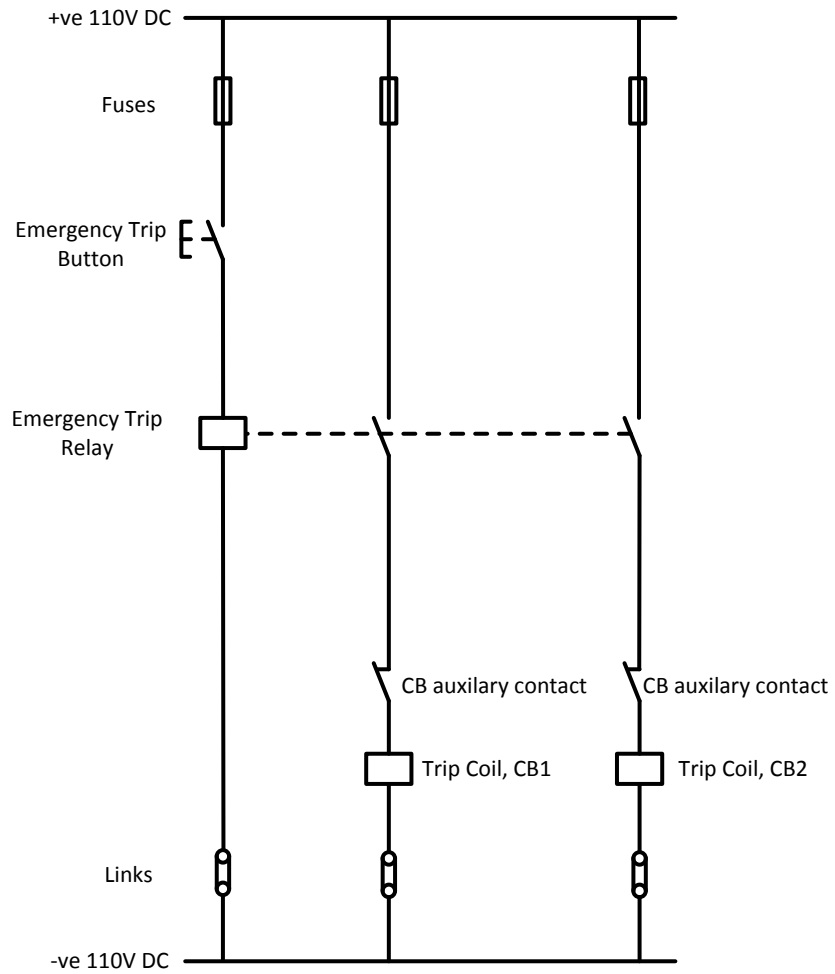 +ve 110V DC
Fuses
Emergency Trip
Button
Emergency Trip
Relay
CB auxilary contact
CB auxilary contact
Trip Coil, CB1
Trip Coil, CB2
Links
-ve 110V DC